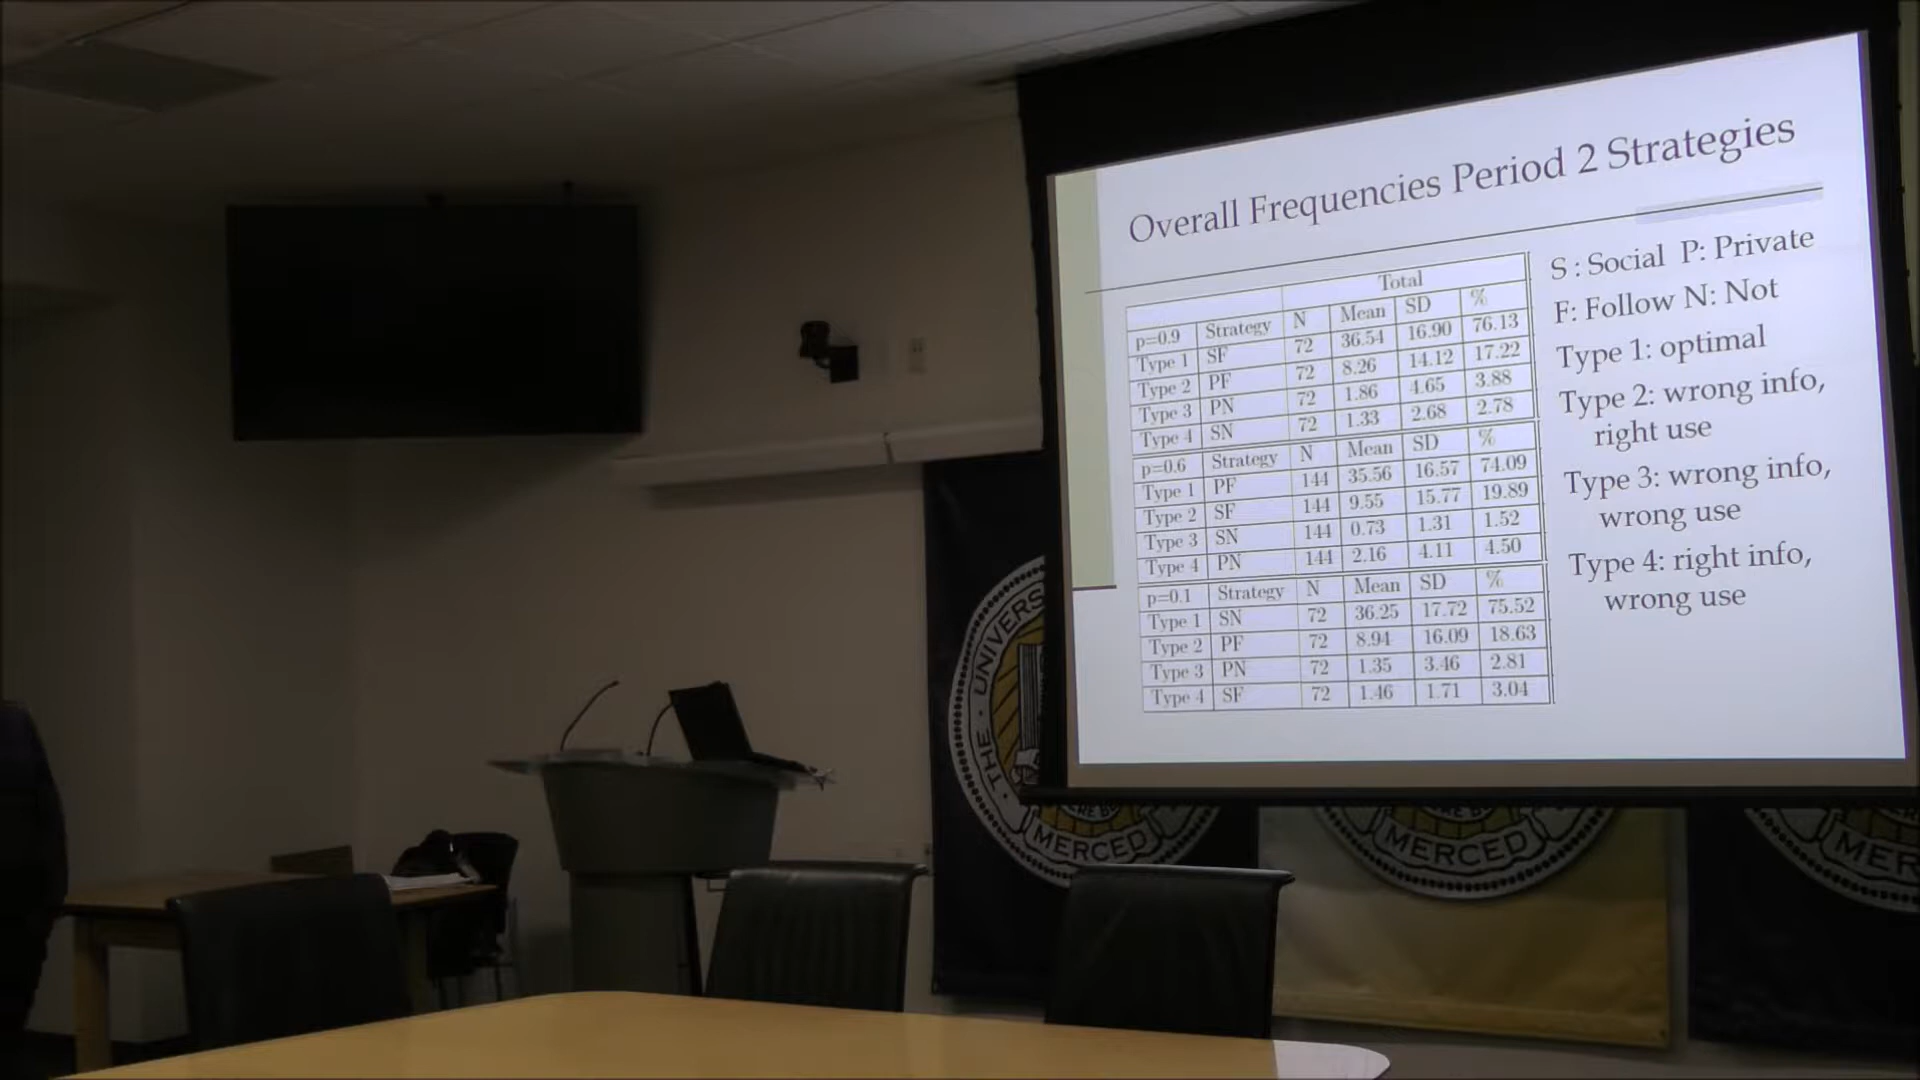 Overall Frequencies Period 2 Strategies
Total
p=0.9 Strategy N Mean SD %
Type 1 SF 72 36.54 16.90 76.13
Type 2 PF 72 8.26 14.12 17.22
Type 3 PN 72 1.86 4.65 3.88
Type 4 SN 72 1.33 2.68 2.78
p=0.6 Strategy N Mean SD %
Type 1 PF 144 35.56 16.57 74.09
Type 2 SF 144 9.55 15.77 19.89
Type 3 SN 144 0.73 1.31 1.52
Type 4 PN 144 2.16 4.11 4.50
p=0.1 Strategy N Mean SD %
Type 1 SN 72 36.25 17.72 75.52
Type 2 PF 72 8.94 16.09 18.63
Type 3 PN 72 1.35 3.46 2.81
Type 4 SF 72 1.46 1.71 3.04
S : Social P: Private
F: Follow N: Not
Type 1: optimal
Type 2: wrong info,
right use
Type 3: wrong info,
wrong use
Type 4: right info,
wrong use
THE · UNIVERS
MERCED
MERCED
MER